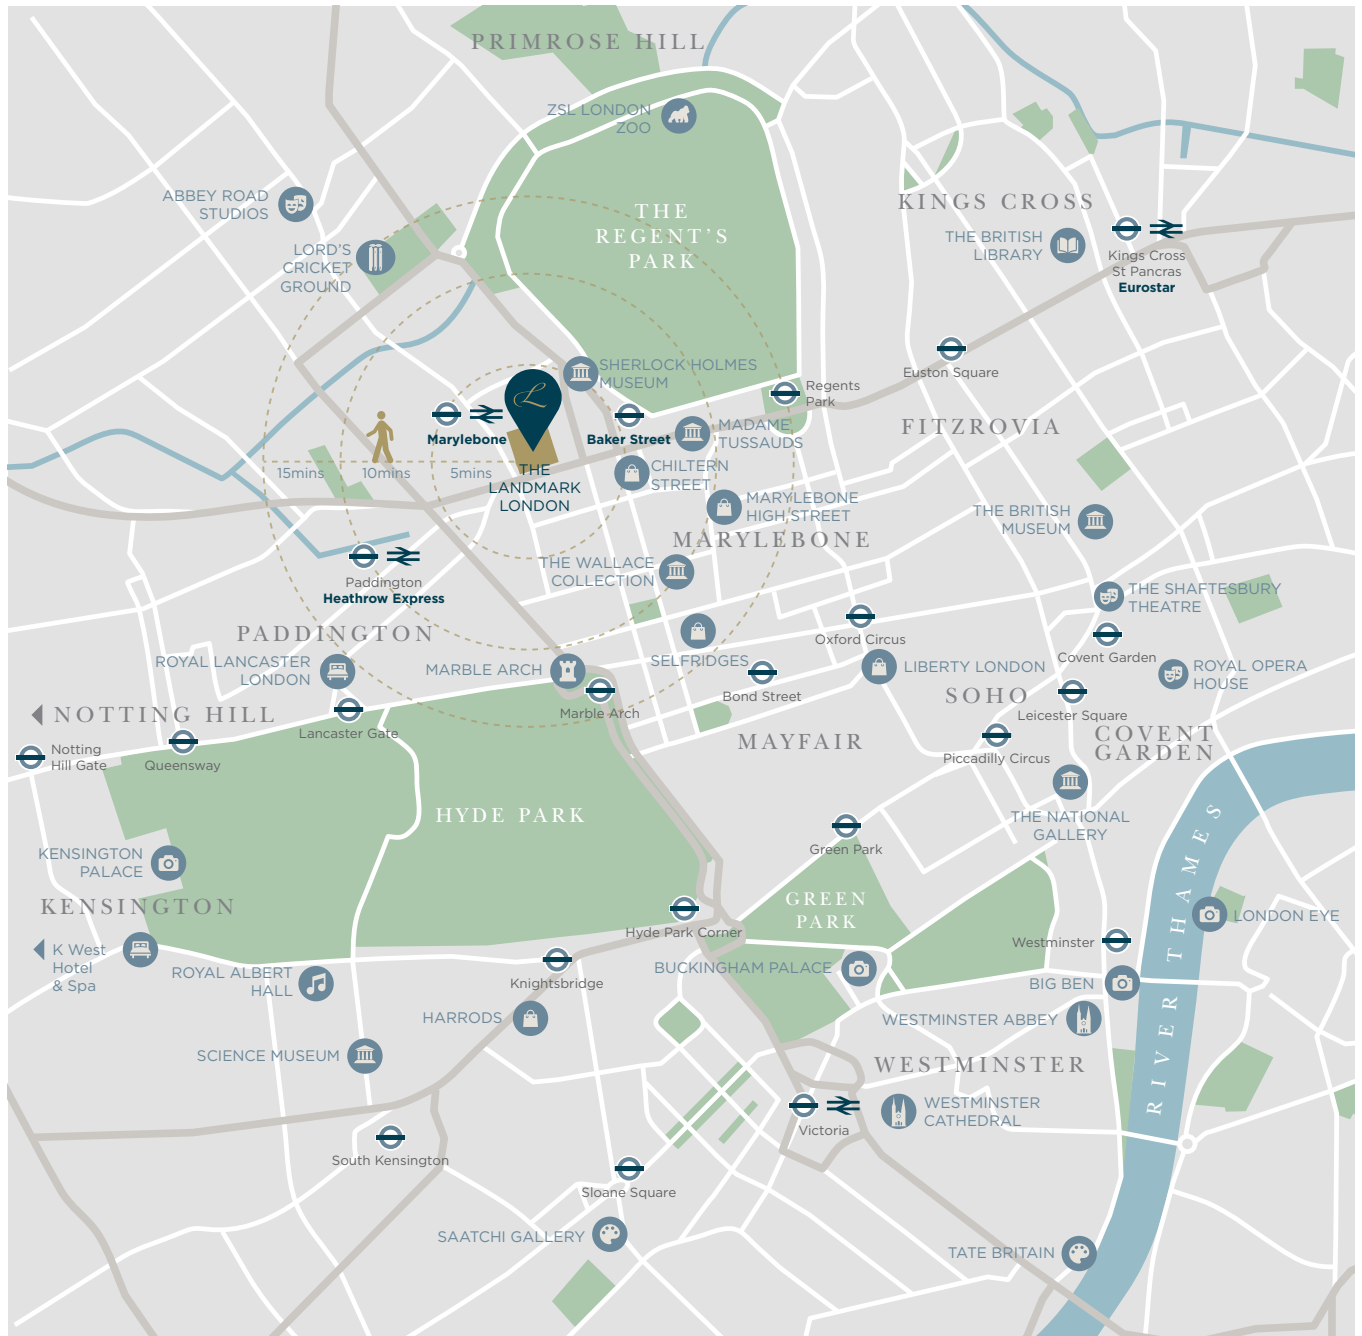 PRIMROSE HILL
ZSL LONDON
ZOO
ABBEY ROAD
STUDIOS
LORD'S
CRICKET
GROUND
THE
REGENT'S
PARK
KINGS CROSS
THE BRITISH
LIBRARY
Kings Cross
St Pancras
Eurostar
Euston Square
SHERLOCK HOLMES
MUSEUM
Regents
Park
L
Marylebone
Baker Street
MADAME
TUSSAUDS
FITZROVIA
15mins
10mins
5mins
THE
LANDMARK
LONDON
CHILTERN
STREET
MARYLEBONE
HIGH STREET
MARYLEBONE
THE BRITISH
MUSEUM
Paddington
Heathrow Express
THE WALLACE
COLLECTION
THE SHAFTESBURY
THEATRE
PADDINGTON
ROYAL LANCASTER
LONDON
MARBLE ARCH
SELFRIDGES
Oxford Circus
Covent Garden
LIBERTY LONDON
ROYAL OPERA
HOUSE
Bond Street
SOHO
Leicester Square
NOTTING HILL
Lancaster Gate
Marble Arch
Notting
Hill Gate
Queensway
MAYFAIR
Piccadilly Circus
COVENT
GARDEN
HYDE PARK
THE NATIONAL
GALLERY
Green Park
KENSINGTON
PALACE
KENSINGTON
GREEN
PARK
RIVER THAMES
LONDON EYE
Hyde Park Corner
Westminster
K West
Hotel
& Spa
ROYAL ALBERT
HALL
Knightsbridge
BUCKINGHAM PALACE
BIG BEN
HARRODS
WESTMINSTER ABBEY
SCIENCE MUSEUM
WESTMINSTER
Victoria
WESTMINSTER
CATHEDRAL
South Kensington
Sloane Square
SAATCHI GALLERY
TATE BRITAIN